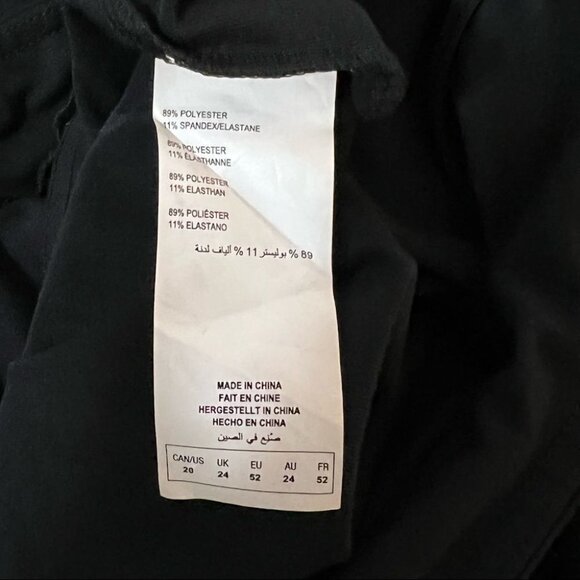 89% POLYESTER
11% SPANDEX/ELASTANE
89% POLYESTER
11% ÉLASTHANNE
89% POLYESTER
11% ELASTHAN
89% POLIÉSTER
11% ELASTANO
89 % بوليستر 11 % ألياف لدنة
MADE IN CHINA
FAIT EN CHINE
HERGESTELLT IN CHINA
HECHO EN CHINA
صُنع في الصين
CAN/US UK EU AU FR
20 24 52 24 52